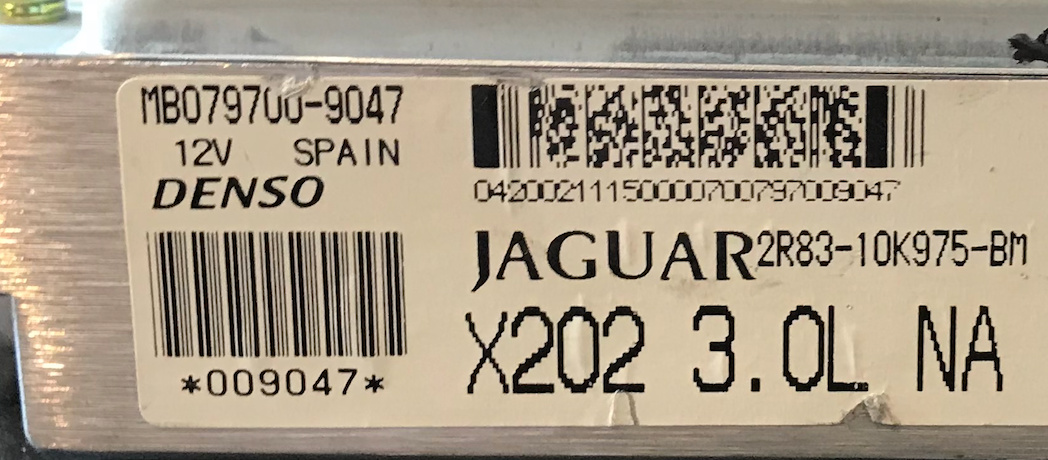 MB079700-9047
12V SPAIN
DENSO
*009047*
04200211150000700797009047
JAGUAR 2R83-10K975-BM
X202 3.0L NA